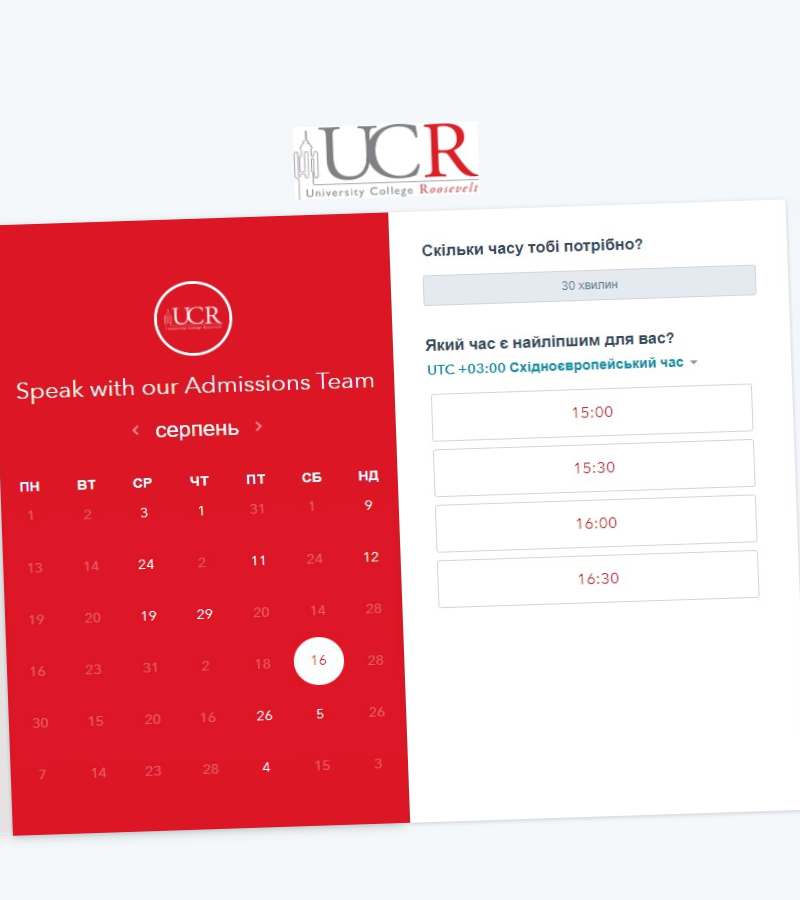 UCR
University College Roosevelt
UCR
Speak with our Admissions Team
серпень
ПН ВТ СР ЧТ ПТ СБ НД
1 2 3 1 31 1 9
13 14 24 2 11 24 12
19 20 19 29 20 14 28
16 23 31 2 18 16 28
30 15 20 16 26 5 26
7 14 23 28 4 15 3
Скільки часу тобі потрібно?
30 хвилин
Який час є найліпшим для вас?
UTC +03:00 Східноєвропейський час
15:00
15:30
16:00
16:30